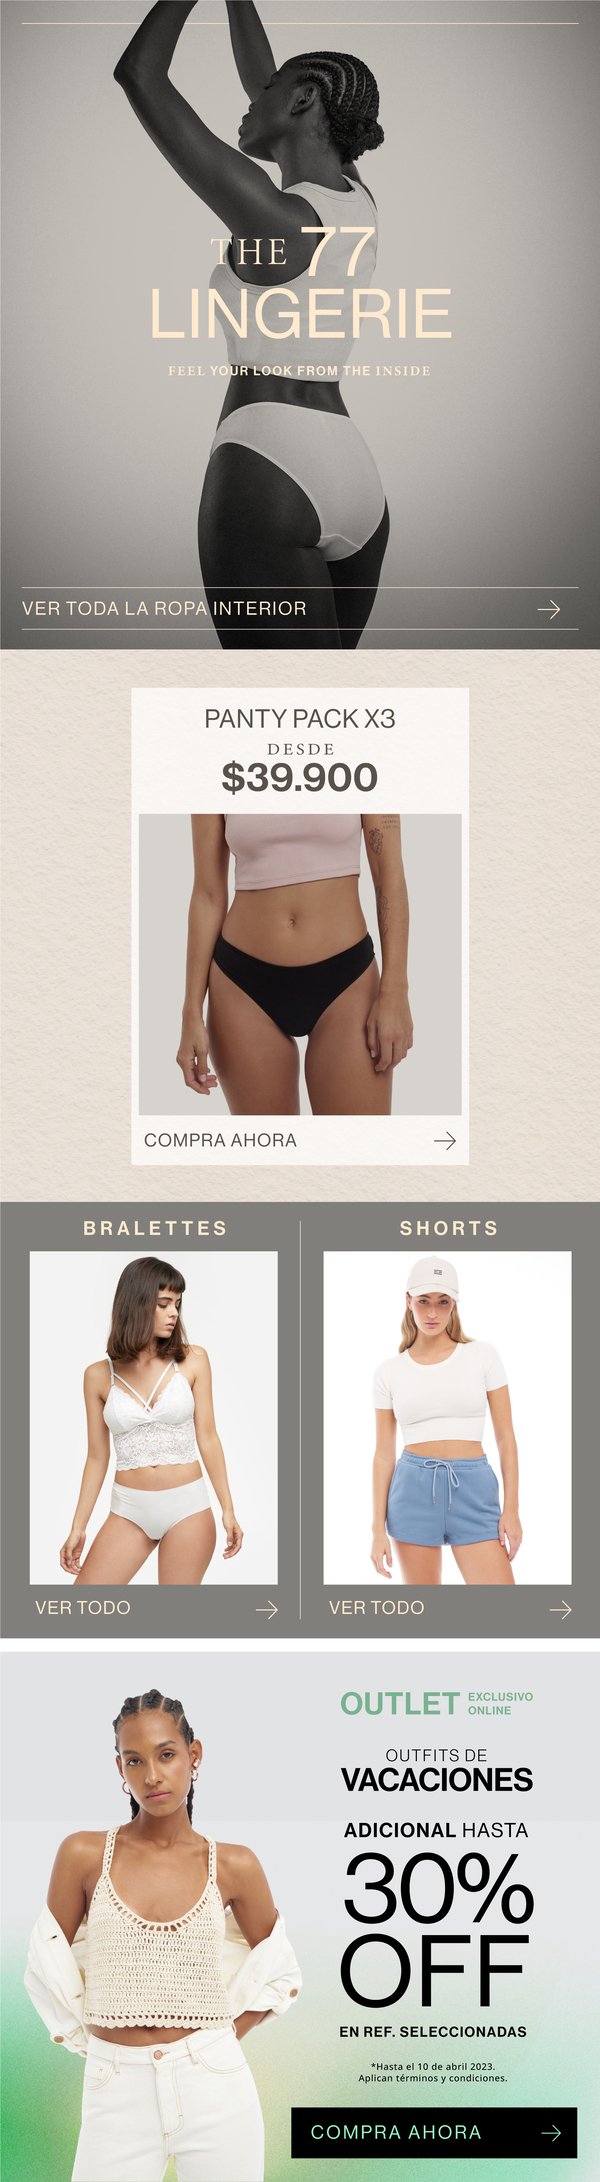 THE 77
LINGERIE
FEEL YOUR LOOK FROM THE INSIDE
VER TODA LA ROPA INTERIOR
PANTY PACK X3
DESDE
$39.900
COMPRA AHORA
BRALETTES
SHORTS
VER TODO
VER TODO
OUTLET EXCLUSIVO
ONLINE
OUTFITS DE
VACACIONES
ADICIONAL HASTA
30%
OFF
EN REF. SELECCIONADAS
*Hasta el 10 de abril 2023.
Aplican términos y condiciones.
COMPRA AHORA